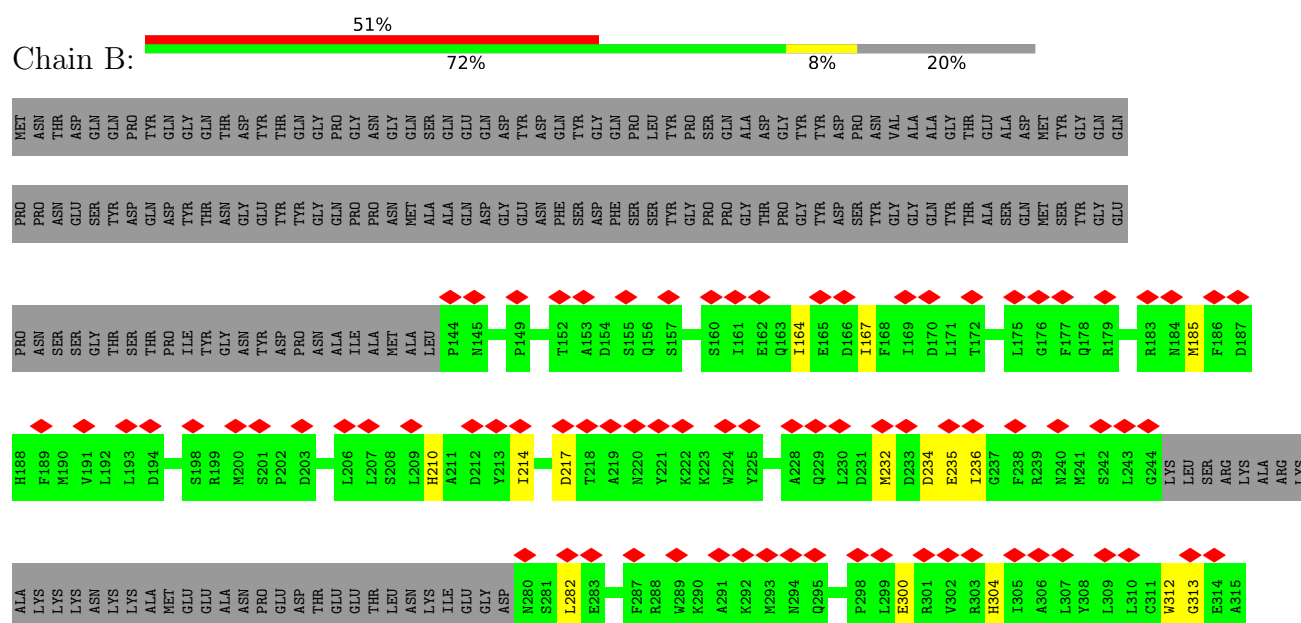 51%
Chain B:
72% 8% 20%
MET ASN THR ASP GLN GLN PRO TYR GLN GLY GLN THR ASP TYR THR GLN GLY PRO GLY ASN GLY GLN SER GLN GLU GLN ASP TYR ASP GLN TYR GLY GLN PRO LEU TYR PRO SER GLN ALA ASP GLY TYR TYR ASP PRO ASN VAL ALA ALA GLY THR GLU ALA ASP MET TYR GLY GLN GLN
PRO PRO ASN GLU SER TYR ASP GLN ASP TYR THR ASN GLY GLU TYR TYR GLY GLN PRO PRO ASN MET ALA ALA GLN ASP GLY GLU ASN PHE SER ASP PHE SER SER TYR GLY PRO PRO GLY THR PRO GLY TYR ASP SER TYR GLY GLY GLN TYR THR ALA SER GLN MET SER TYR GLY GLU
PRO ASN SER SER GLY THR SER THR PRO ILE TYR GLY ASN TYR ASP PRO ASN ALA ILE ALA MET ALA LEU P144 N145 P149 T152 A153 D154 S155 Q156 S157 S160 I161 E162 Q163 I164 E165 D166 I167 F168 I169 D170 L171 T172 L175 G176 F177 Q178 R179 R183 N184 M185 F186 D187
H188 F189 M190 V191 L192 L193 D194 S198 R199 M200 S201 P202 D203 L206 L207 S208 L209 H210 A211 D212 Y213 I214 D217 T218 A219 N220 Y221 K222 K223 W224 Y225 A228 Q229 L230 D231 M232 D233 D234 E235 I236 G237 F238 R239 N240 M241 S242 L243 G244 LYS LEU SER ARG LYS ALA ARG LYS
ALA LYS LYS LYS ASN LYS LYS ALA MET GLU GLU ALA ASN PRO GLU ASP THR GLU GLU THR LEU ASN LYS ILE GLU GLY ASP N280 S281 L282 E283 F287 R288 W289 K290 A291 K292 M293 N294 Q295 P298 L299 E300 R301 V302 R303 H304 I305 A306 L307 Y308 L309 L310 C311 W312 G313 E314 A315